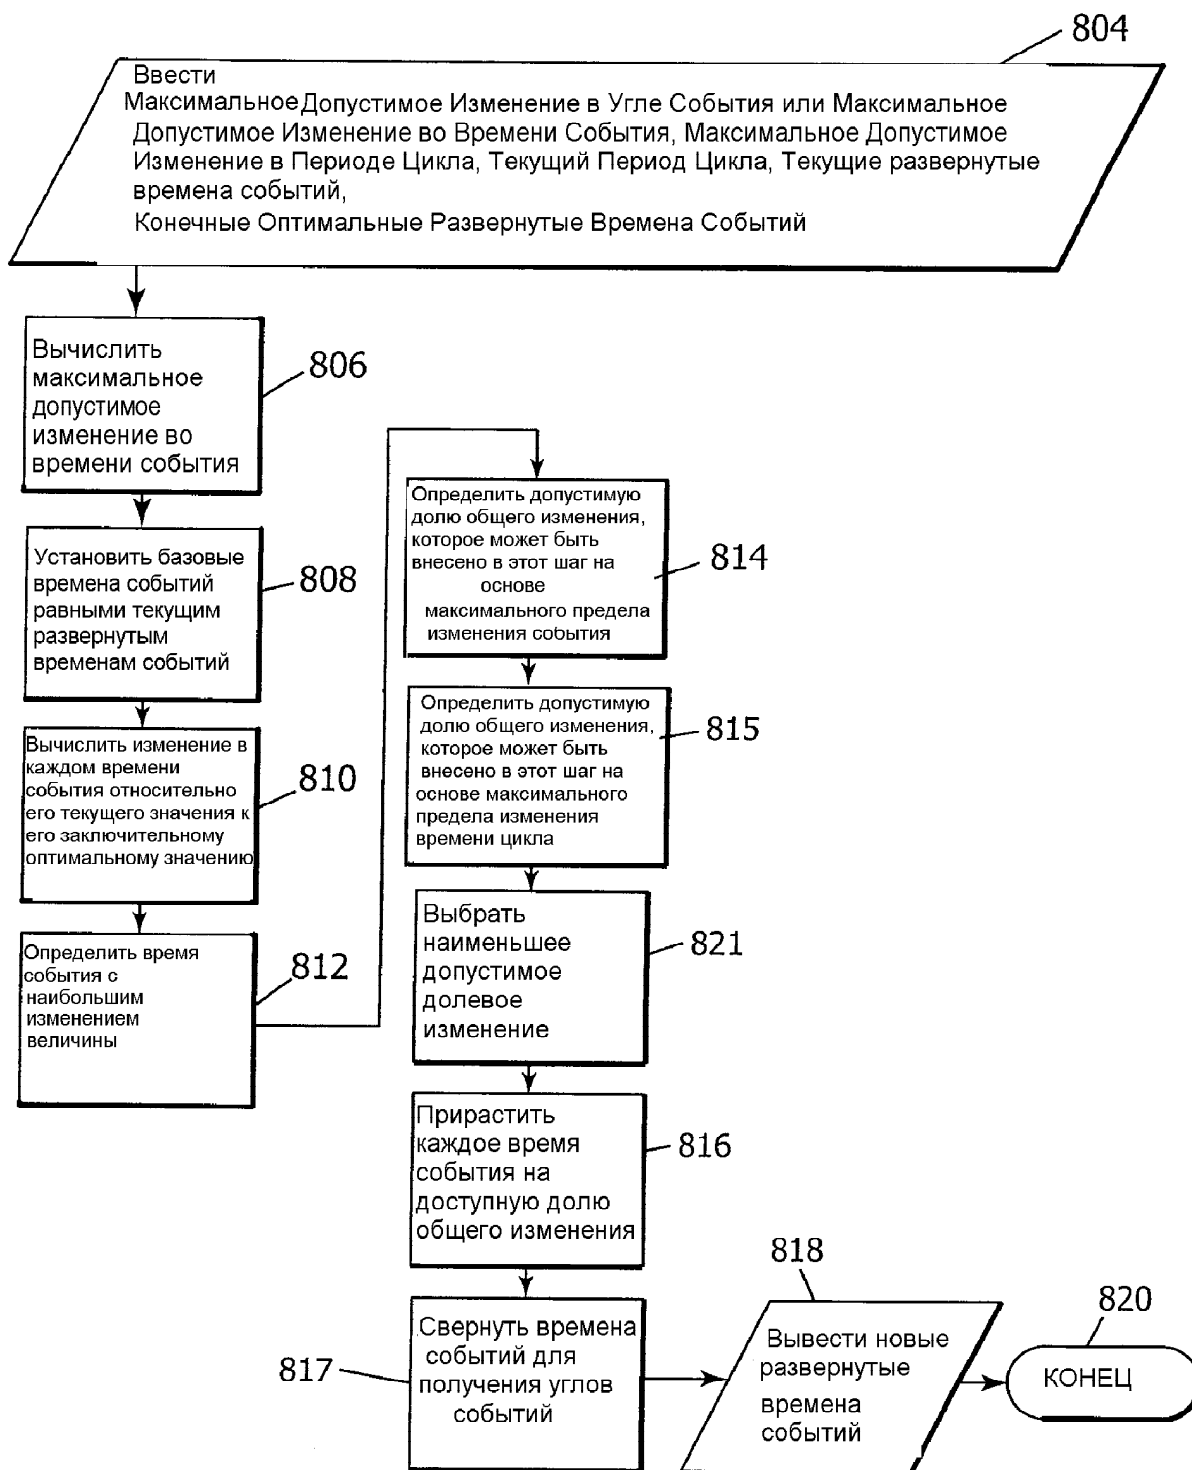 804
Ввести
Максимальное Допустимое Изменение в Угле События или Максимальное
Допустимое Изменение во Времени События, Максимальное Допустимое
Изменение в Периоде Цикла, Текущий Период Цикла, Текущие развернутые
времена событий,
Конечные Оптимальные Развернутые Времена Событий
Вычислить
максимальное
допустимое
изменение во
времени события
806
Установить базовые
времена событий
равными текущим
развернутым
временам событий
808
Вычислить изменение в
каждом времени
события относительно
его текущего значения к
его заключительному
оптимальному значению
810
Определить время
события с
наибольшим
изменением
величины
812
Определить допустимую
долю общего изменения,
которое может быть
внесено в этот шаг на
основе
максимального предела
изменения события
814
Определить допустимую
долю общего изменения,
которое может быть
внесено в этот шаг на
основе максимального
предела изменения
времени цикла
815
Выбрать
наименьшее
допустимое
долевое
изменение
821
Прирастить
каждое время
события на
доступную долю
общего изменения
816
Свернуть времена
событий для
получения углов
событий
817
818
Вывести новые
развернутые
времена
событий
820
КОНЕЦ